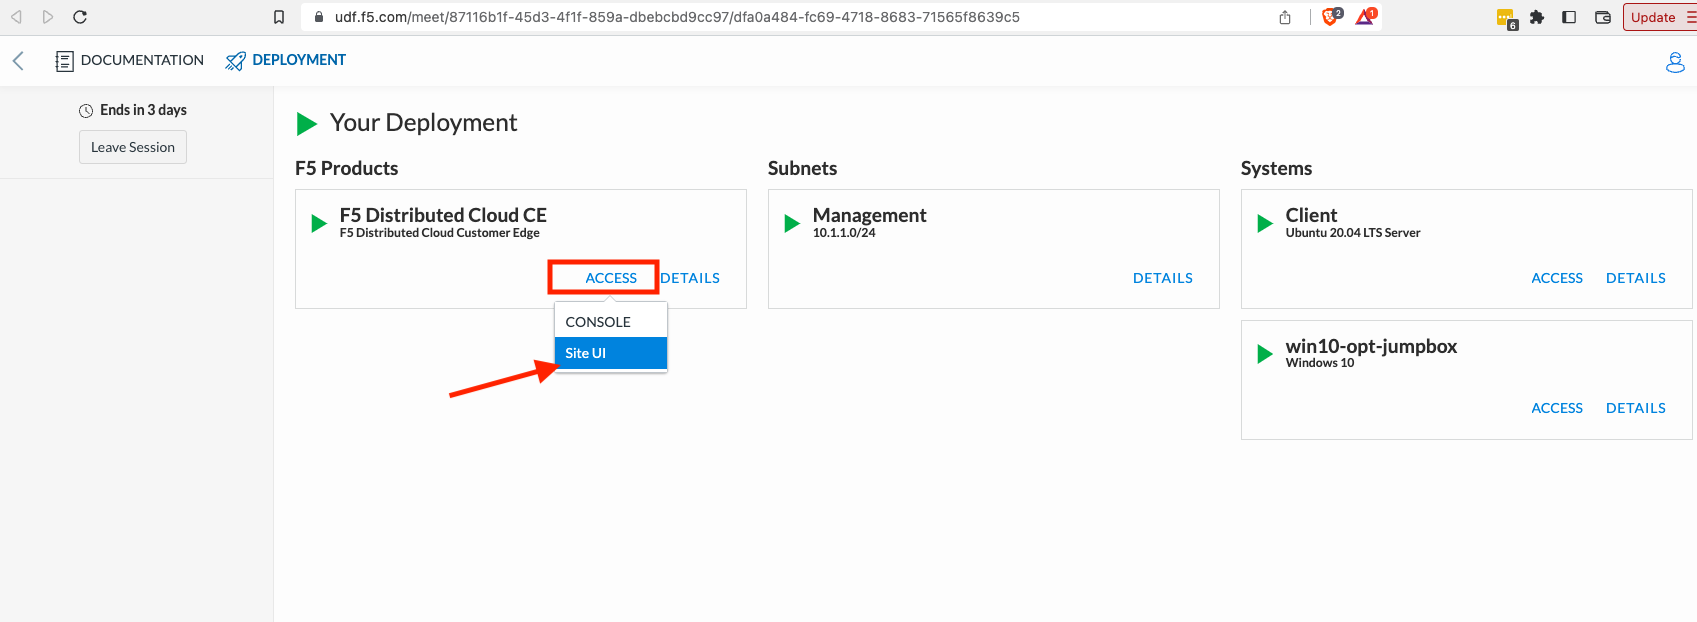 udf.f5.com/meet/87116b1f-45d3-4f1f-859a-dbebcbd9cc97/dfa0a484-fc69-4718-8683-71565f8639c5
2
1
6
Update
DOCUMENTATION
DEPLOYMENT
Ends in 3 days
Leave Session
Your Deployment
F5 Products
F5 Distributed Cloud CE
F5 Distributed Cloud Customer Edge
ACCESS
DETAILS
CONSOLE
Site UI
Subnets
Management
10.1.1.0/24
DETAILS
Systems
Client
Ubuntu 20.04 LTS Server
ACCESS
DETAILS
win10-opt-jumpbox
Windows 10
ACCESS
DETAILS